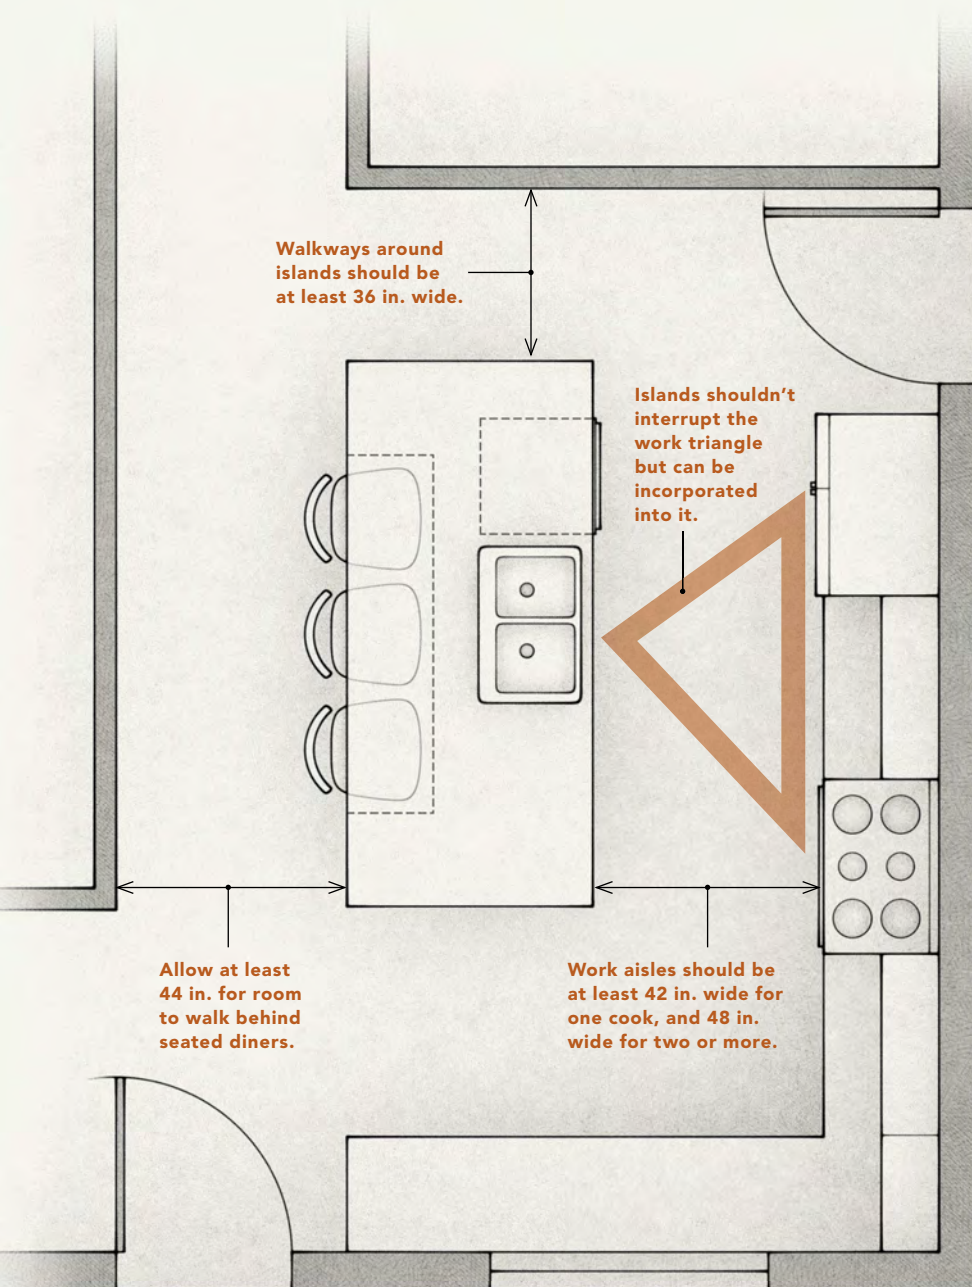 Walkways around
islands should be
at least 36 in. wide.
Islands shouldn’t
interrupt the
work triangle
but can be
incorporated
into it.
Allow at least
44 in. for room
to walk behind
seated diners.
Work aisles should be
at least 42 in. wide for
one cook, and 48 in.
wide for two or more.